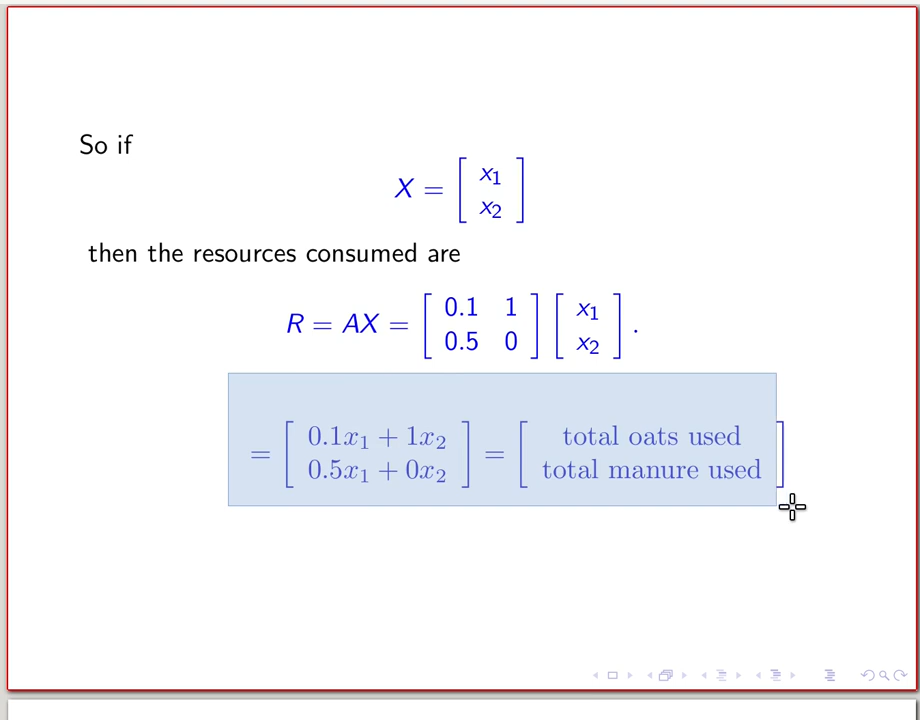 So if
X = [ x1
x2 ]
then the resources consumed are
R = AX = [ 0.1 1
0.5 0 ] [ x1
x2 ] .
= [ 0.1x1 + 1x2
0.5x1 + 0x2 ] = [ total oats used
total manure used ]